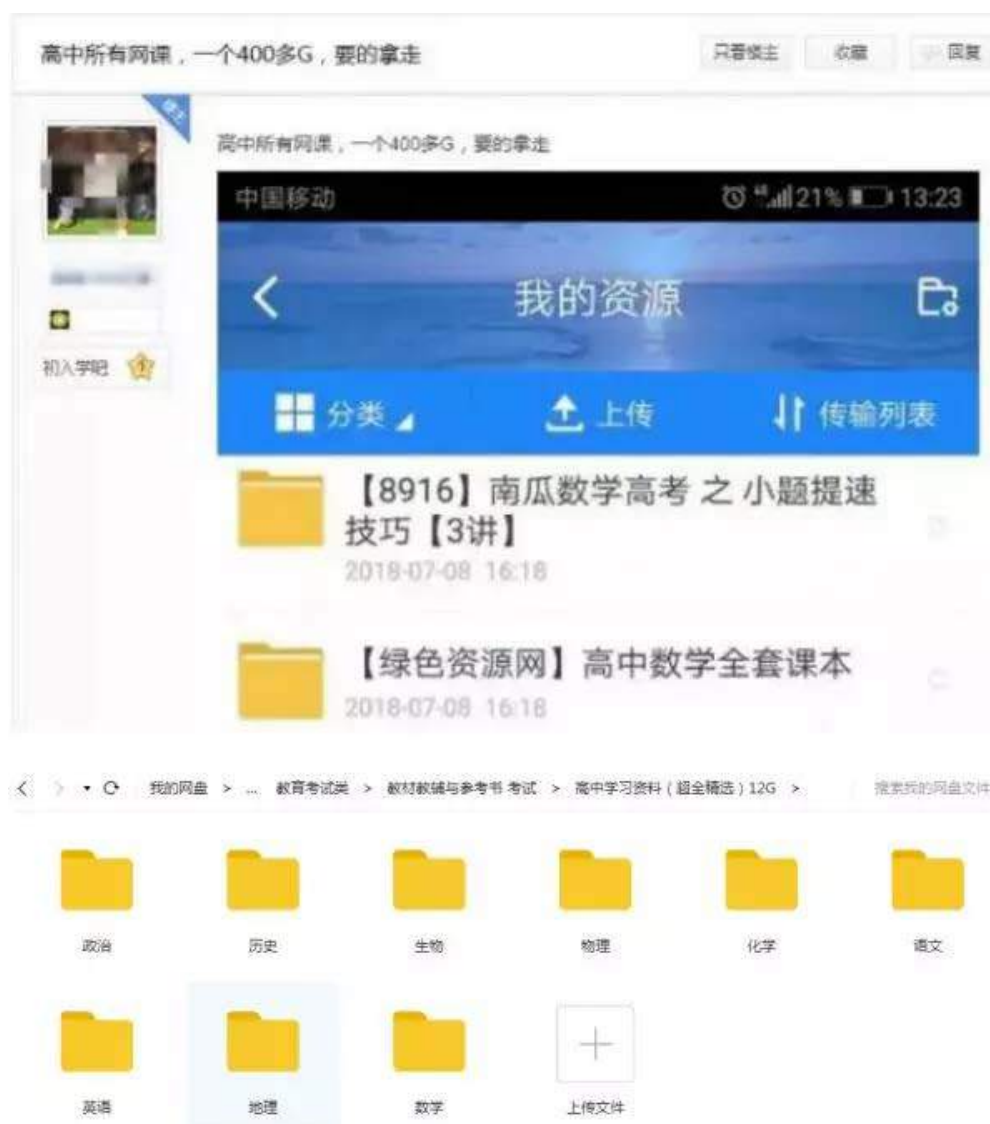 高中所有网课，一个400多G，要的拿走
只看楼主 收藏 回复
楼主
高中所有网课，一个400多G，要的拿走
中国移动 21% 13:23
我的资源
分类 上传 传输列表
初入学吧 1
【8916】南瓜数学高考 之 小题提速
技巧【3讲】
2018-07-08 16:18
【绿色资源网】高中数学全套课本
2018-07-08 16:18
我的网盘 > ... 教育考试类 > 教材教辅与参考书 考试 > 高中学习资料（超全精选）12G > 搜索我的网盘文件
政治 历史 生物 物理 化学 语文
英语 地理 数学 上传文件